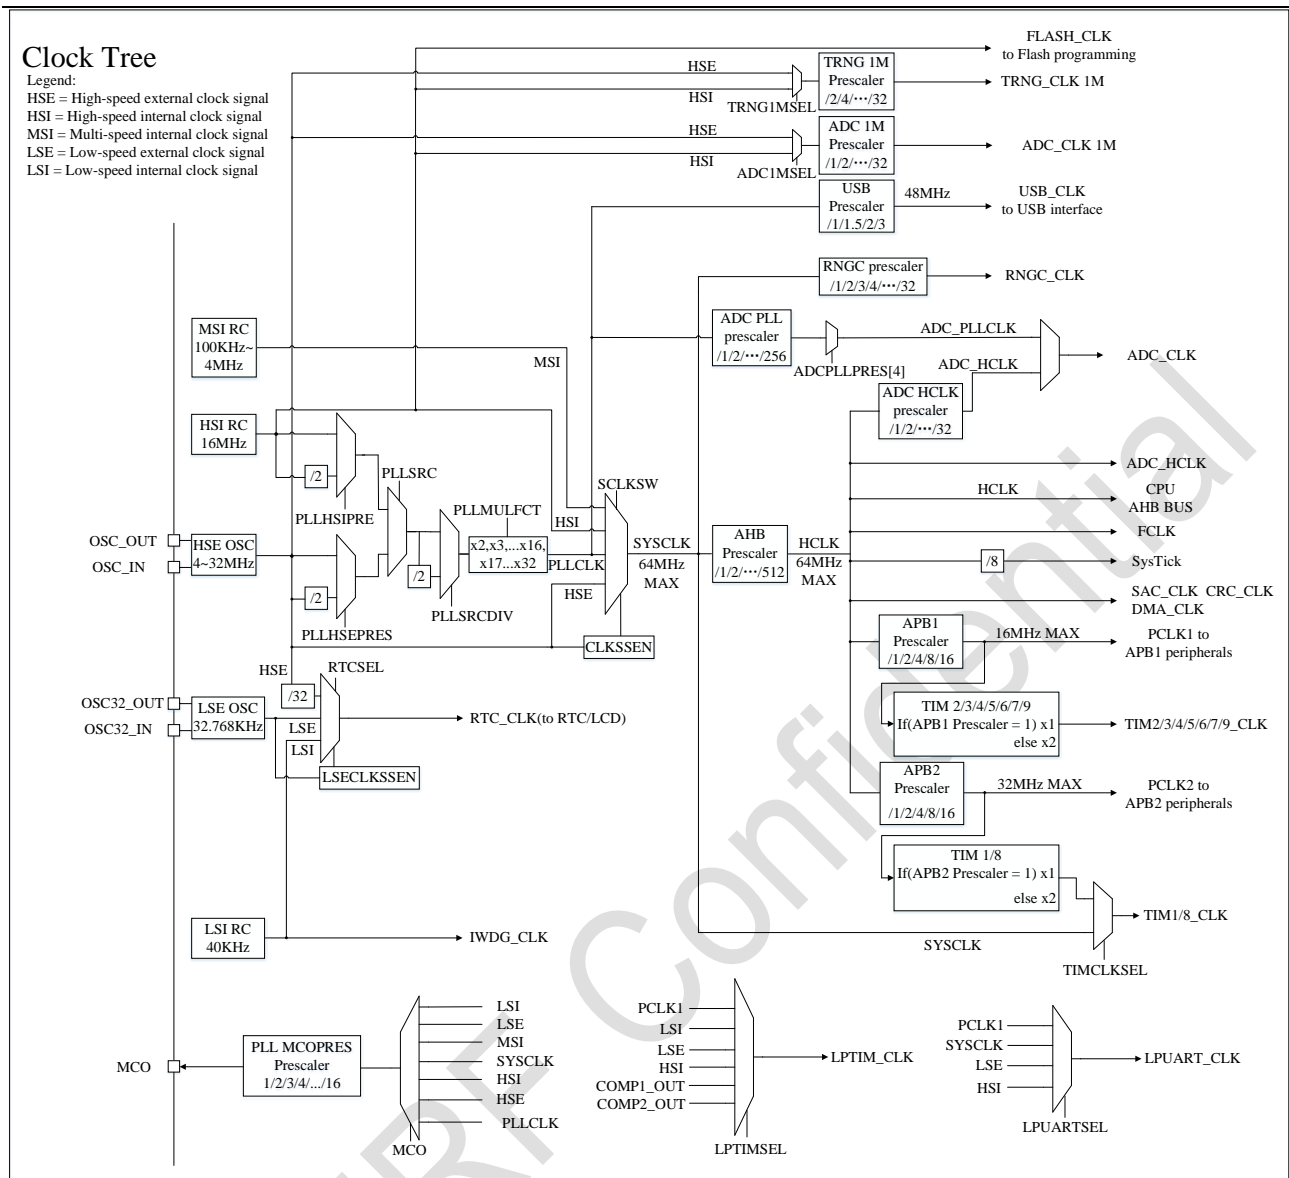 Clock Tree
Legend:
HSE = High-speed external clock signal
HSI = High-speed internal clock signal
MSI = Multi-speed internal clock signal
LSE = Low-speed external clock signal
LSI = Low-speed internal clock signal
FLASH_CLK
to Flash programming
HSE
HSI
TRNG1MSEL
TRNG 1M
Prescaler
/2/4/···/32
TRNG_CLK 1M
HSE
HSI
ADC1MSEL
ADC 1M
Prescaler
/1/2/···/32
ADC_CLK 1M
USB
Prescaler
/1/1.5/2/3
48MHz
USB_CLK
to USB interface
RNGC prescaler
/1/2/3/4/···/32
RNGC_CLK
MSI RC
100KHz~
4MHz
MSI
ADC PLL
prescaler
/1/2/···/256
ADCPLLPRES[4]
ADC_PLLCLK
ADC_HCLK
ADC_CLK
ADC HCLK
prescaler
/1/2/···/32
HSI RC
16MHz
/2
PLLHSIPRE
PLLSRC
PLLMULFCT
x2,x3,...x16,
x17...x32
SCLKSW
HSI
PLLCLK
HSE
ADC_HCLK
HCLK
CPU
AHB BUS
FCLK
OSC_OUT
OSC_IN
HSE OSC
4~32MHz
/2
PLLHSEPRES
/2
PLLSRCDIV
CLKSSEN
SYSCLK
64MHz
MAX
AHB
Prescaler
/1/2/···/512
HCLK
64MHz
MAX
/8
SysTick
SAC_CLK CRC_CLK
DMA_CLK
APB1
Prescaler
/1/2/4/8/16
16MHz MAX
PCLK1 to
APB1 peripherals
HSE
RTCSEL
/32
OSC32_OUT
OSC32_IN
LSE OSC
32.768KHz
LSE
LSI
RTC_CLK(to RTC/LCD)
LSECLKSSEN
TIM 2/3/4/5/6/7/9
If(APB1 Prescaler = 1) x1
else x2
TIM2/3/4/5/6/7/9_CLK
APB2
Prescaler
/1/2/4/8/16
32MHz MAX
PCLK2 to
APB2 peripherals
TIM 1/8
If(APB2 Prescaler = 1) x1
else x2
TIM1/8_CLK
SYSCLK
TIMCLKSEL
LSI RC
40KHz
IWDG_CLK
MCO
PLL MCOPRES
Prescaler
1/2/3/4/.../16
LSI
LSE
MSI
SYSCLK
HSI
HSE
PLLCLK
MCO
PCLK1
LSI
LSE
HSI
COMP1_OUT
COMP2_OUT
LPTIM_CLK
LPTIMSEL
PCLK1
SYSCLK
LSE
HSI
LPUART_CLK
LPUARTSEL
Confidential